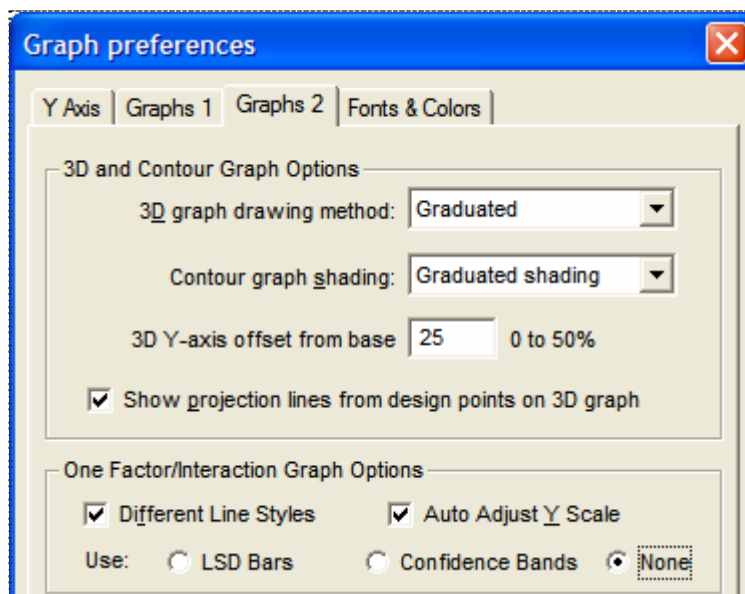 Graph preferences
Y Axis Graphs 1 Graphs 2 Fonts & Colors
3D and Contour Graph Options
3D graph drawing method: Graduated
Contour graph shading: Graduated shading
3D Y-axis offset from base 25 0 to 50%
Show projection lines from design points on 3D graph
One Factor/Interaction Graph Options
Different Line Styles Auto Adjust Y Scale
Use: LSD Bars Confidence Bands None